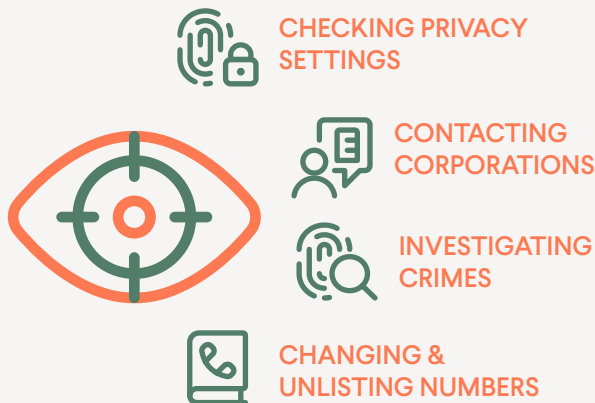 CHECKING PRIVACY
SETTINGS
CONTACTING
CORPORATIONS
INVESTIGATING
CRIMES
CHANGING &
UNLISTING NUMBERS